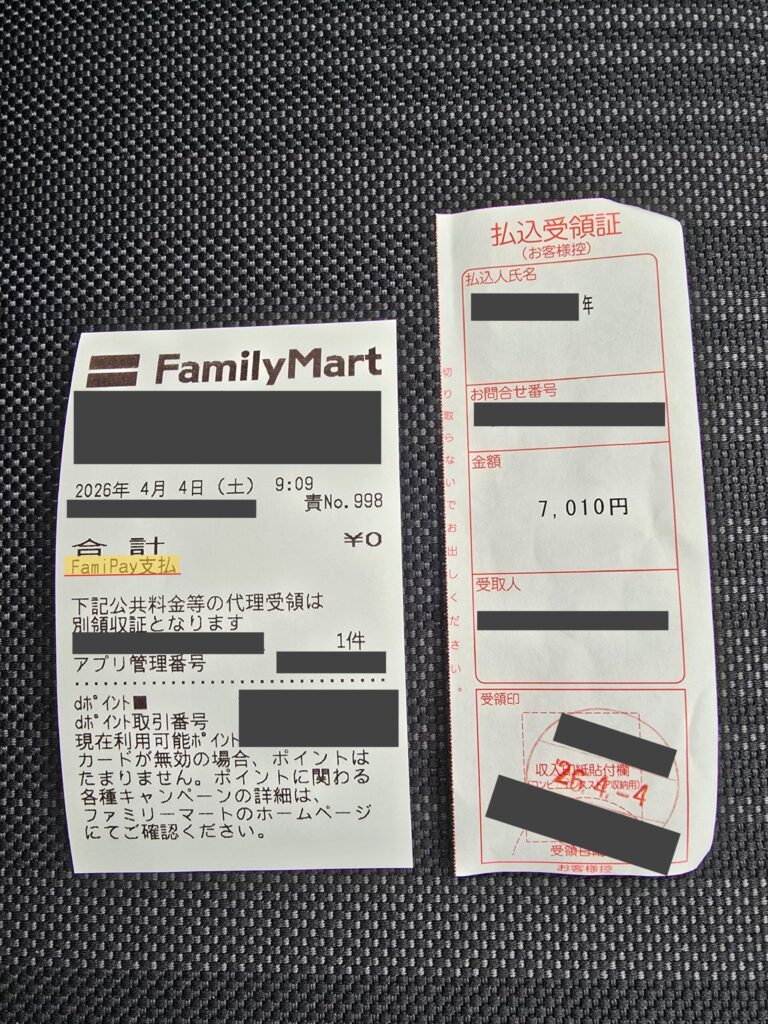 FamilyMart
2026年 4月 4日（土） 9:09
責No.998
合計 ¥0
FamiPay支払
下記公共料金等の代理受領は
別領収証となります
1件
アプリ管理番号
dポイント
dポイント取引番号
現在利用可能ポイント
カードが無効の場合、ポイントは
たまりません。ポイントに関わる
各種キャンペーンの詳細は、
ファミリーマートのホームページ
にてご確認ください。
払込受領証
（お客様控）
払込人氏名
年
お問合せ番号
金額
7,010円
受取人
切り取らないでお出しください。
受領印
収入印紙貼付欄
4.-4
お客様控